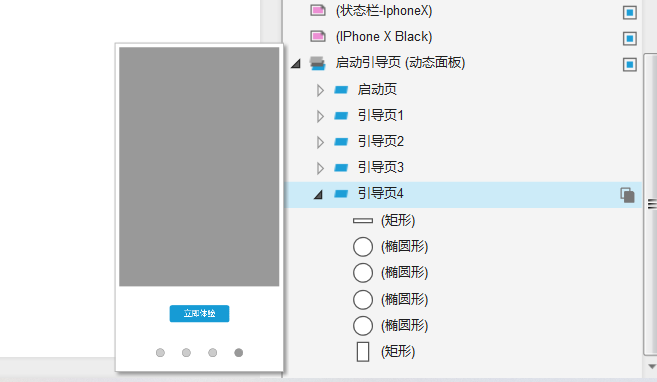 (状态栏-IphoneX)
(IPhone X Black)
启动引导页 (动态面板)
启动页
引导页1
引导页2
引导页3
引导页4
(矩形)
(椭圆形)
(椭圆形)
(椭圆形)
(椭圆形)
(矩形)
立即体验